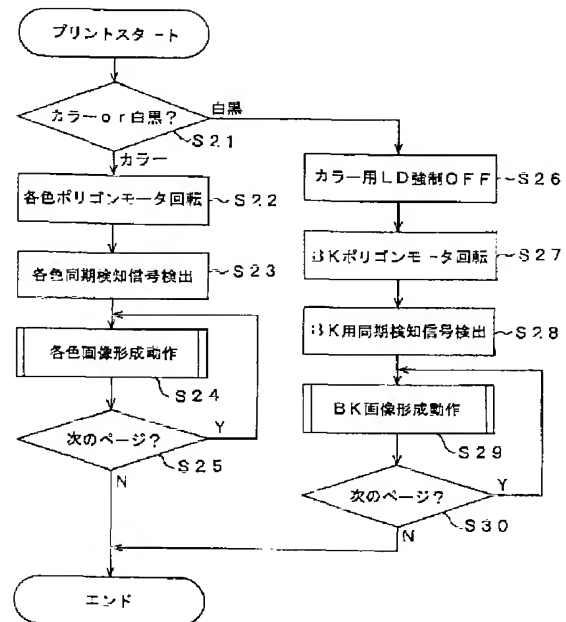 プリントスタート
カラーor白黒?
白黒
S21
カラー
各色ポリゴンモータ回転
S22
各色同期検知信号検出
S23
各色画像形成動作
S24
次のページ?
Y
S25
N
カラー用LD強制OFF
S26
BKポリゴンモータ回転
S27
BK用同期検知信号検出
S28
BK画像形成動作
S29
次のページ?
Y
S30
N
エンド